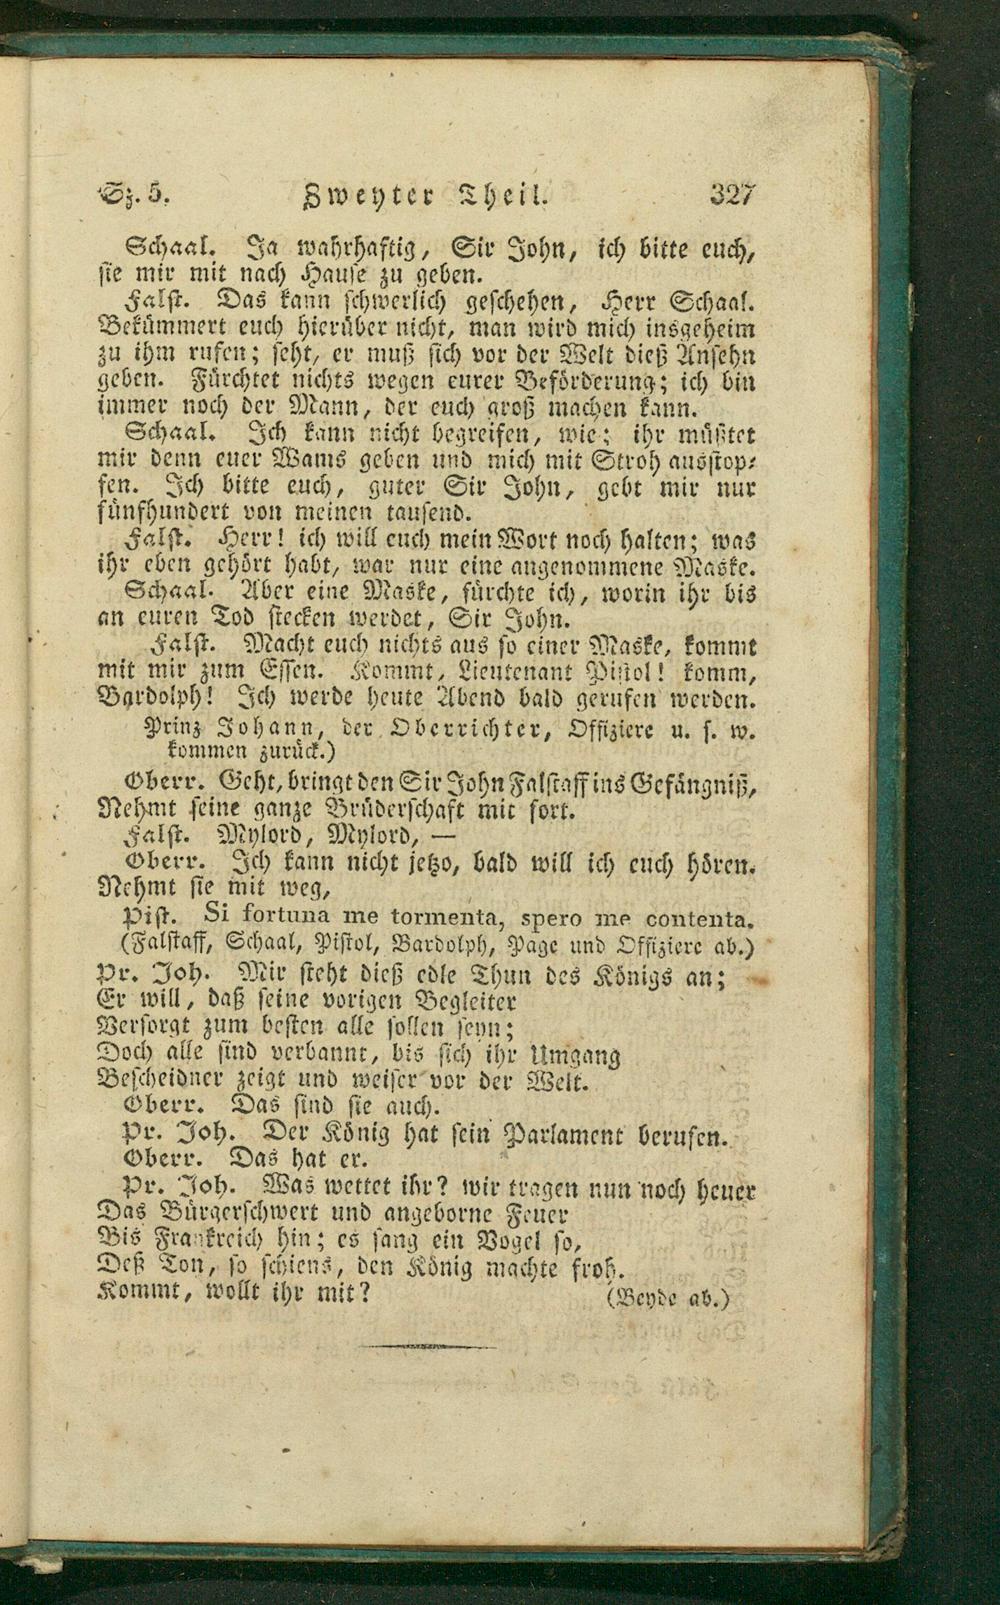 Sz. 5. Zweyter Theil. 327
Schaal. Ja wahrhaftig, Sir John, ich bitte euch,
sie mir mit nach Hause zu geben.
Falst. Das kann schwerlich geschehen, Herr Schaal.
Bekümmert euch hierüber nicht, man wird mich insgeheim
zu ihm rufen; seht, er muß sich vor der Welt dieß Ansehn
geben. Fürchtet nichts wegen eurer Beförderung; ich bin
immer noch der Mann, der euch groß machen kann.
Schaal. Ich kann nicht begreifen, wie; ihr müßtet
mir denn euer Wams geben und mich mit Stroh ausstop-
fen. Ich bitte euch, guter Sir John, gebt mir nur
fünfhundert von meinen tausend.
Falst. Herr! ich will euch mein Wort noch halten; was
ihr eben gehört habt, war nur eine angenommene Maske.
Schaal. Aber eine Maske, fürchte ich, worin ihr bis
an euren Tod stecken werdet, Sir John.
Falst. Macht euch nichts aus so einer Maske, kommt
mit mir zum Essen. Kommt, Lieutenant Pistol! komm,
Bardolph! Ich werde heute Abend bald gerufen werden.
Prinz Johann, der Oberrichter, Offiziere u. s. w.
kommen zurück.)
Oberr. Geht, bringt den Sir John Falstaff ins Gefängniß,
Nehmt seine ganze Brüderschaft mit fort.
Falst. Mylord, Mylord, —
Oberr. Ich kann nicht jetzo, bald will ich euch hören.
Nehmt sie mit weg,
Pist. Si fortuna me tormenta, spero me contenta.
(Falstaff, Schaal, Pistol, Bardolph, Page und Offiziere ab.)
Pr. Joh. Mir steht dieß edle Thun des Königs an;
Er will, daß seine vorigen Begleiter
Versorgt zum besten alle sollen seyn;
Doch alle sind verbannt, bis sich ihr Umgang
Bescheidner zeigt und weiser vor der Welt.
Oberr. Das sind sie auch.
Pr. Joh. Der König hat sein Parlament berufen.
Oberr. Das hat er.
Pr. Joh. Was wettet ihr? wir tragen nun noch heuer
Das Bürgerschwert und angeborne Feuer
Bis Frankreich hin; es sang ein Vogel so,
Deß Ton, so schiens, den König machte froh.
Kommt, wollt ihr mit? (Beyde ab.)